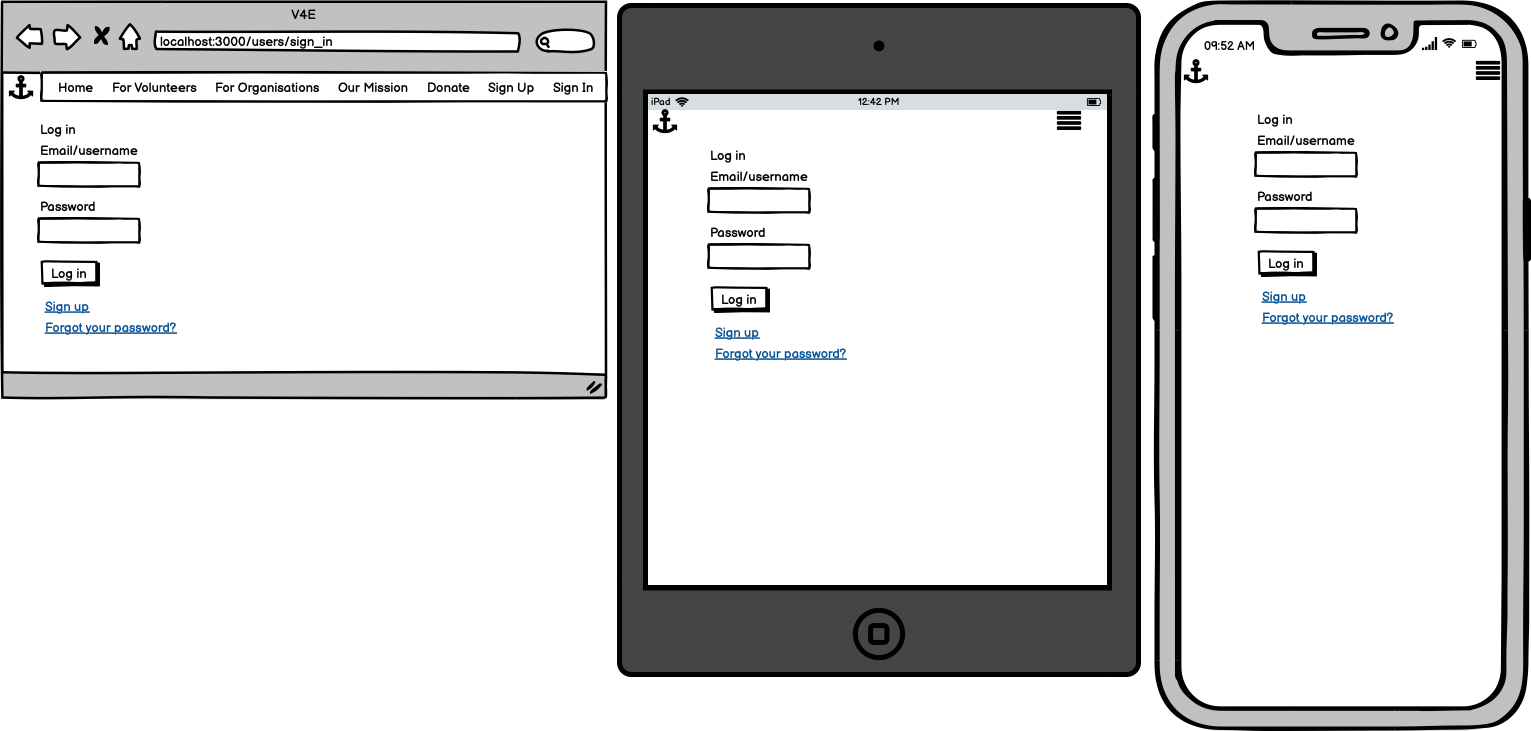 V4E
localhost:3000/users/sign_in
Home For Volunteers For Organisations Our Mission Donate Sign Up Sign In
Log in
Email/username
Password
Log in
Sign up
Forgot your password?
iPad 12:42 PM
Log in
Email/username
Password
Log in
Sign up
Forgot your password?
09:52 AM
Log in
Email/username
Password
Log in
Sign up
Forgot your password?